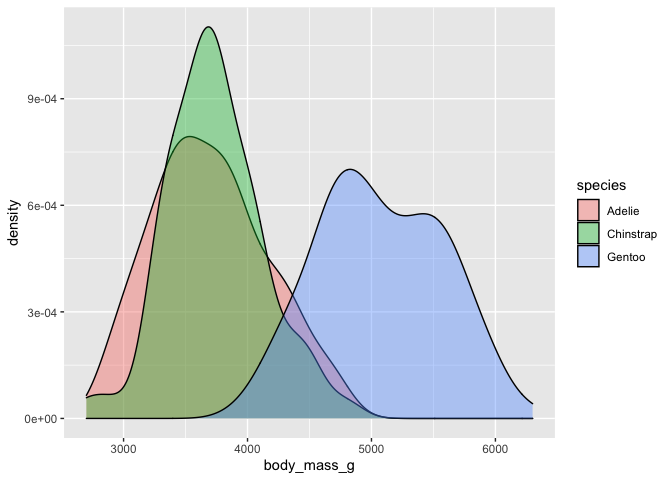 9e-04
6e-04
3e-04
0e+00
density
3000 4000 5000 6000
body_mass_g
species
Adelie
Chinstrap
Gentoo